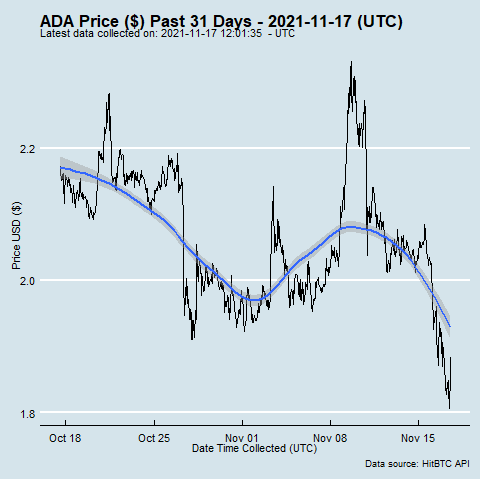 ADA Price ($) Past 31 Days - 2021-11-17 (UTC)
Latest data collected on: 2021-11-17 12:01:35  - UTC
2.2
2.0
1.8
Price USD ($)
Oct 18
Oct 25
Nov 01
Nov 08
Nov 15
Date Time Collected (UTC)
Data source: HitBTC API